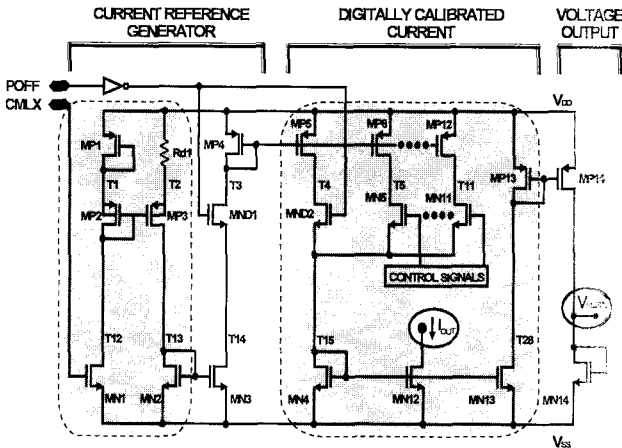 CURRENT REFERENCE
GENERATOR
DIGITALLY CALIBRATED
CURRENT
VOLTAGE
OUTPUT
POFF
CMLX
VDD
MP1
Rd1
MP4
MP5
MP6
MP12
MP13
MP14
T1
T2
T3
T4
T5
T11
MP2
MP3
MND1
MND2
MN5
MN11
CONTROL SIGNALS
IOUT
T12
T13
T14
T15
T28
MN1
MN2
MN3
MN4
MN12
MN13
MN14
VSS